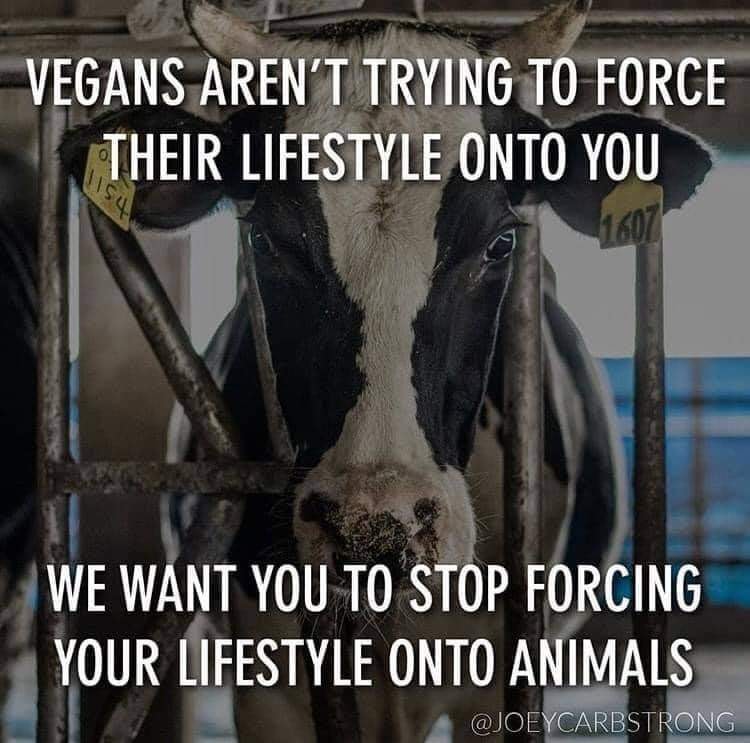 VEGANS AREN'T TRYING TO FORCE
THEIR LIFESTYLE ONTO YOU
1154
1607
WE WANT YOU TO STOP FORCING
YOUR LIFESTYLE ONTO ANIMALS
@JOEYCARBSTRONG